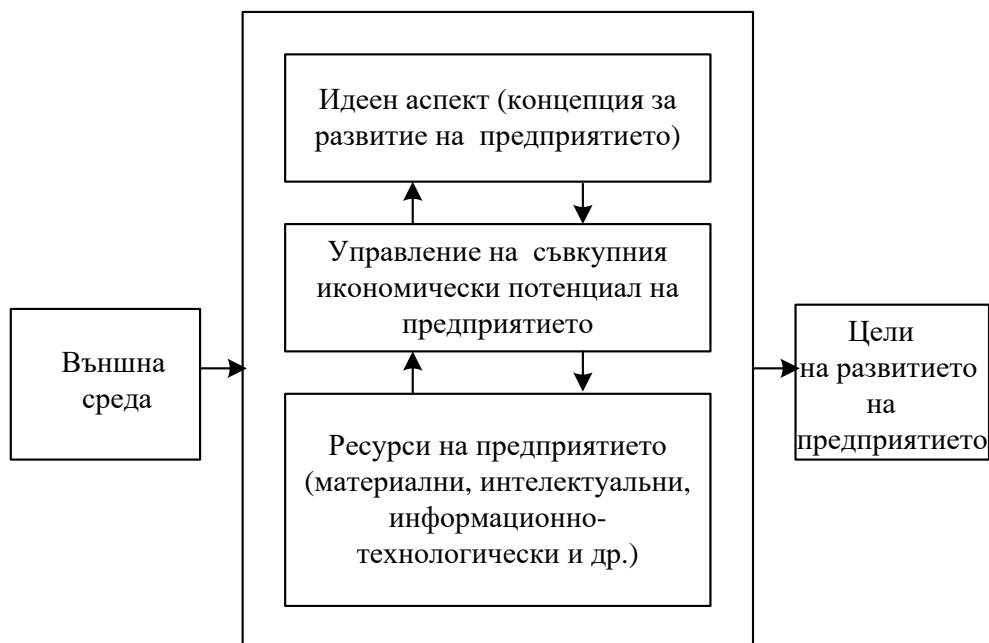 Идеен аспект (концепция за
развитие на предприятието)
Управление на съвкупния
икономически потенциал на
предприятието
Външна
среда
Ресурси на предприятието
(материални, интелектуальни,
информационно-
технологически и др.)
Цели
на развитието
на
предприятието